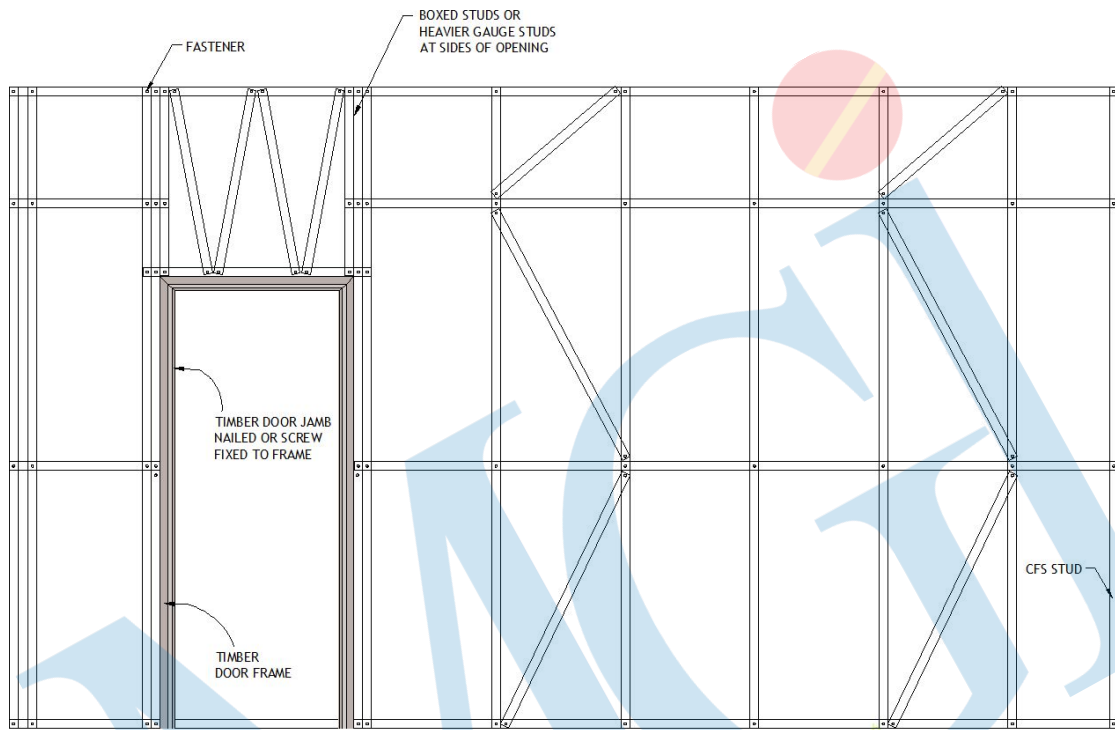 BOXED STUDS OR
HEAVIER GAUGE STUDS
AT SIDES OF OPENING
FASTENER
TIMBER DOOR JAMB
NAILED OR SCREW
FIXED TO FRAME
CFS STUD
TIMBER
DOOR FRAME